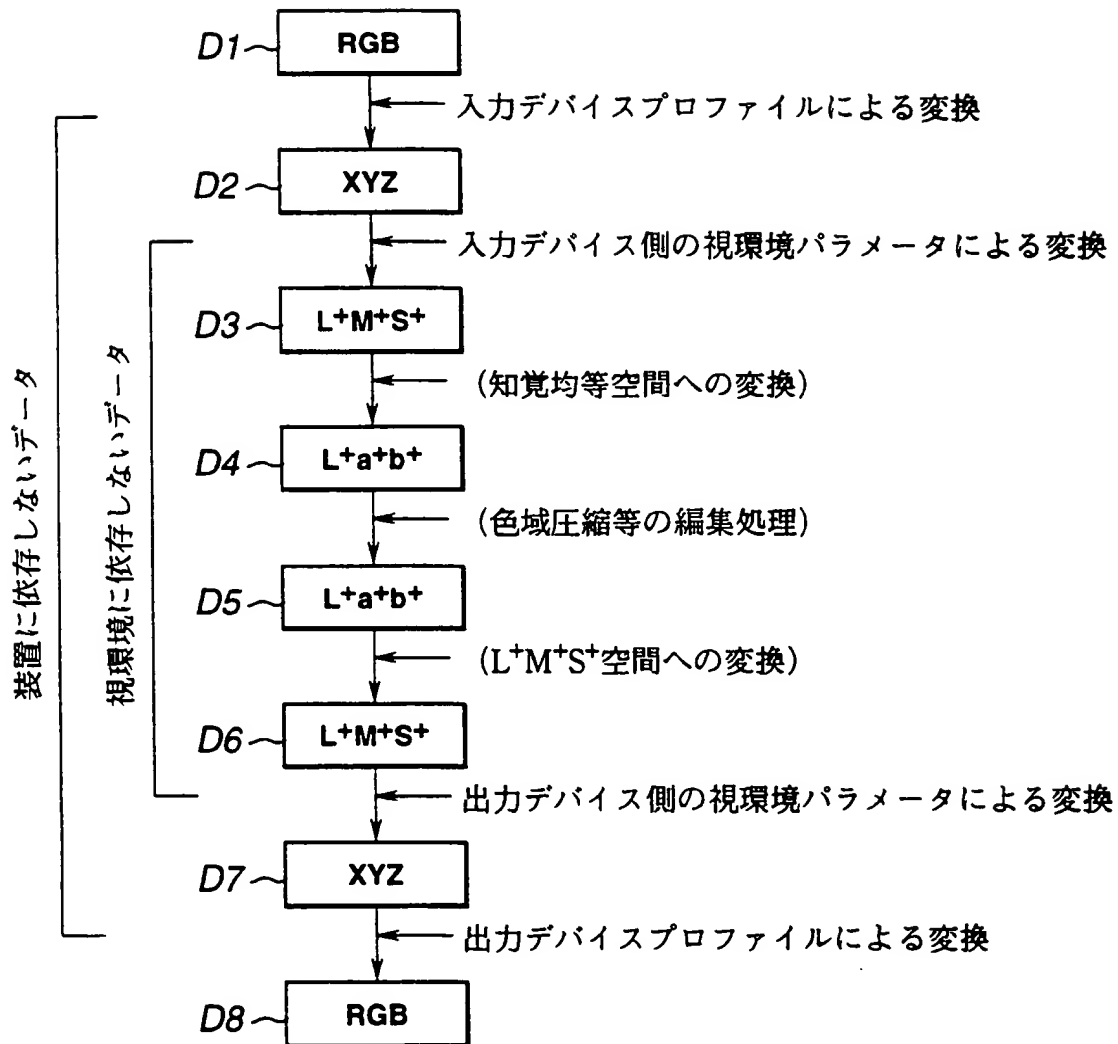 D1
RGB
入力デバイスプロファイルによる変換
D2
XYZ
入力デバイス側の視環境パラメータによる変換
D3
L⁺M⁺S⁺
(知覚均等空間への変換)
D4
L⁺a⁺b⁺
(色域圧縮等の編集処理)
D5
L⁺a⁺b⁺
(L⁺M⁺S⁺空間への変換)
D6
L⁺M⁺S⁺
出力デバイス側の視環境パラメータによる変換
D7
XYZ
出力デバイスプロファイルによる変換
D8
RGB
装置に依存しないデータ
視環境に依存しないデータ